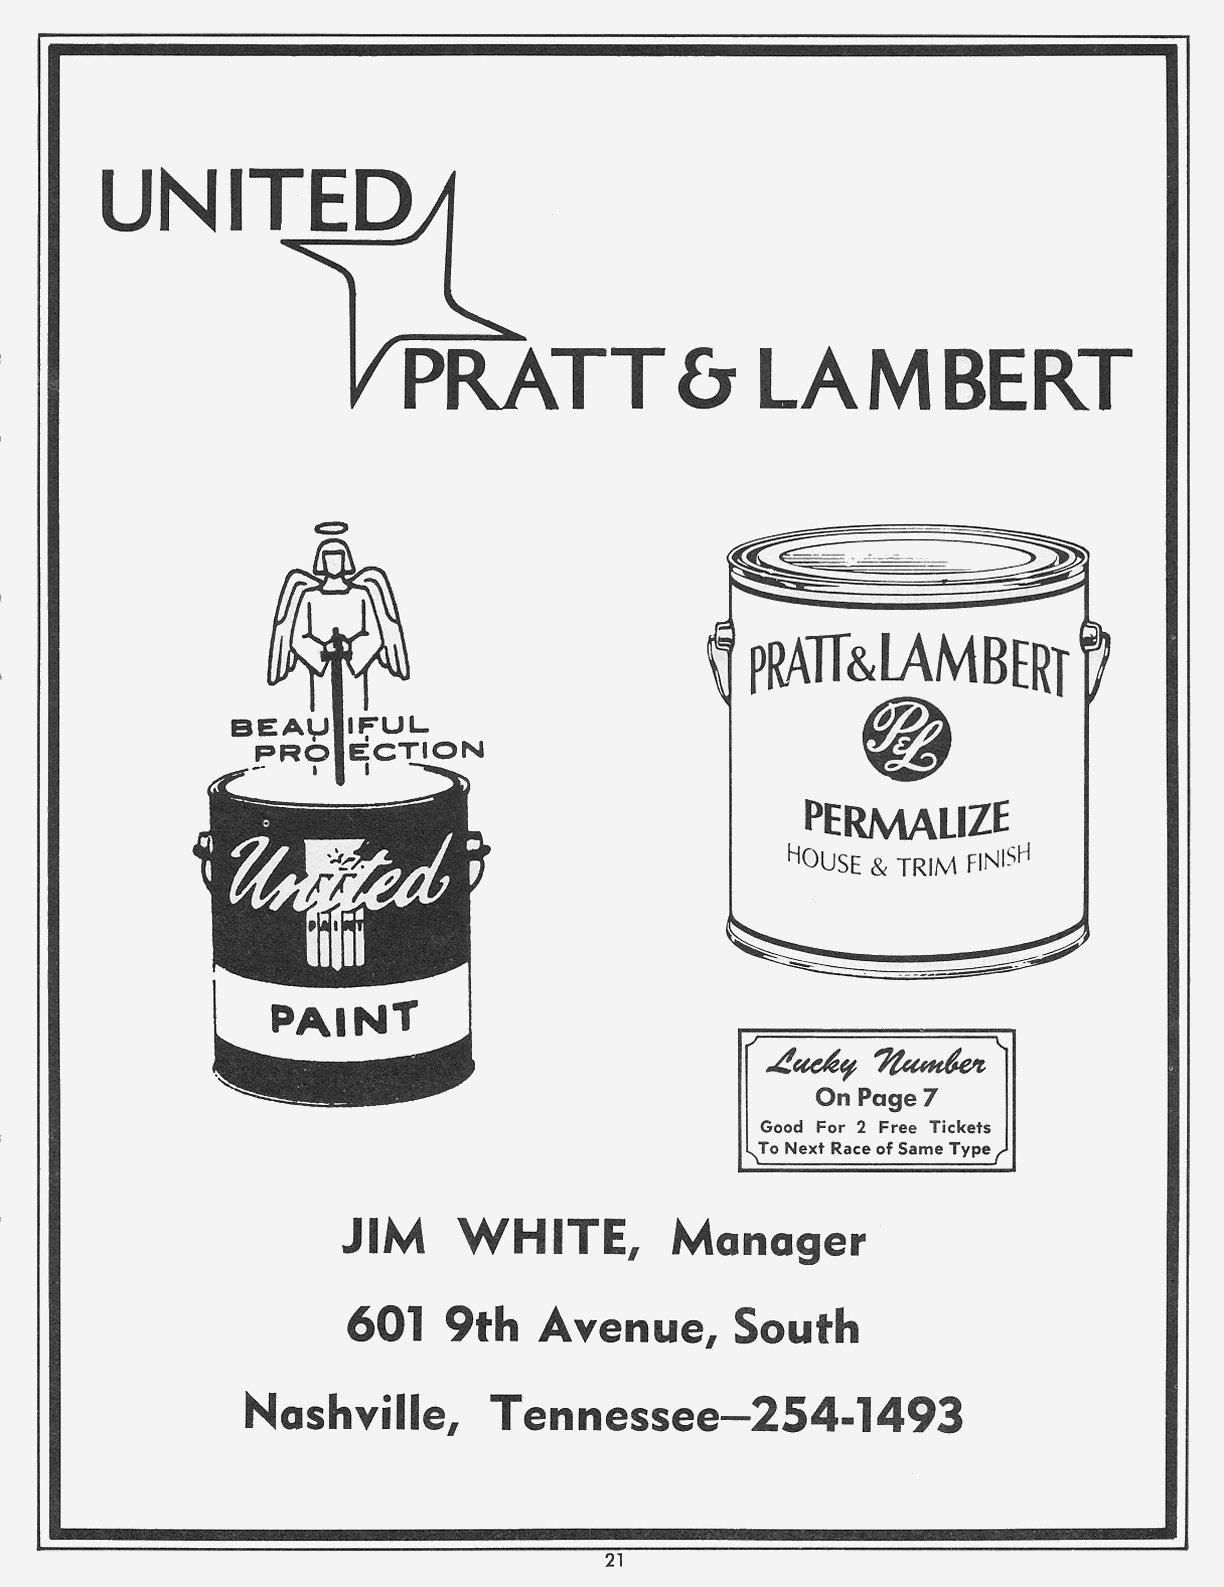 UNITED
PRATT & LAMBERT
BEAUTIFUL
PROTECTION
United
PAINT
PAINT
PRATT & LAMBERT
P&L
PERMALIZE
HOUSE & TRIM FINISH
Lucky Number
On Page 7
Good For 2 Free Tickets
To Next Race of Same Type
JIM WHITE, Manager
601 9th Avenue, South
Nashville, Tennessee—254-1493
21